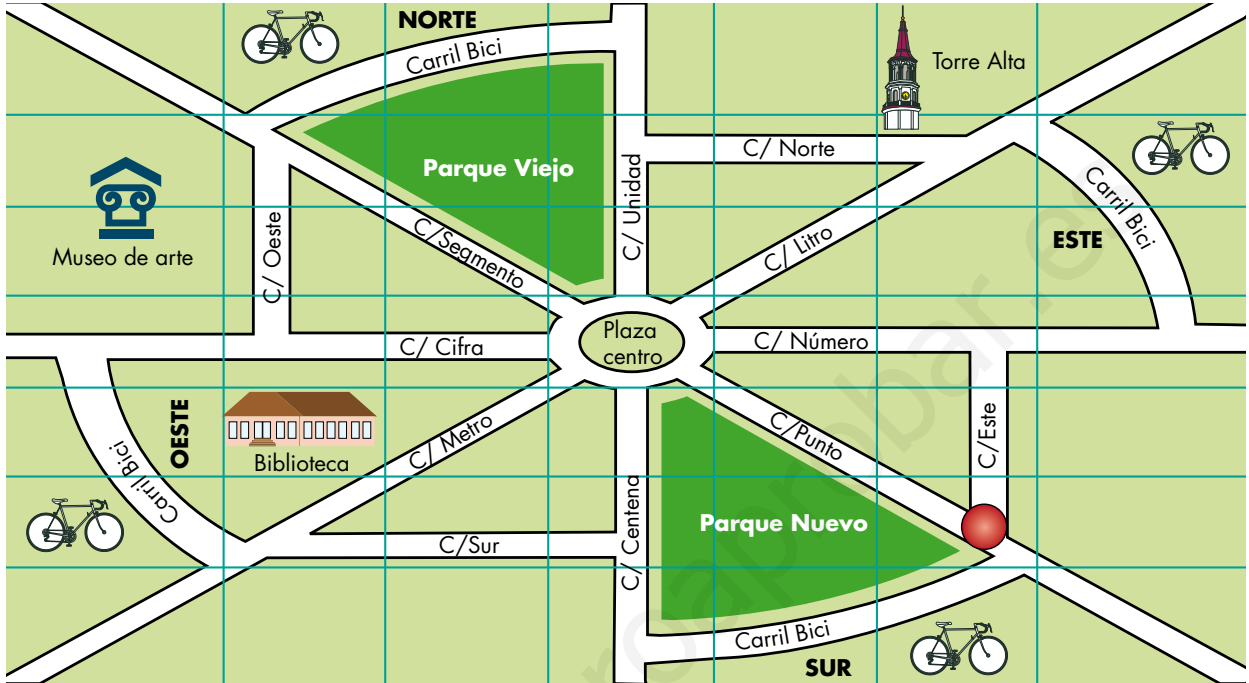 NORTE
Carril Bici
Torre Alta
C/ Norte
Parque Viejo
C/ Unidad
Carril Bici
Museo de arte
C/ Oeste
C/Segmento
C/ Litro
ESTE
Plaza
centro
C/ Cifra
C/ Número
OESTE
Biblioteca
C/ Metro
C/Punto
C/Este
Carril Bici
C/Sur
C/ Centena
Parque Nuevo
Carril Bici
SUR